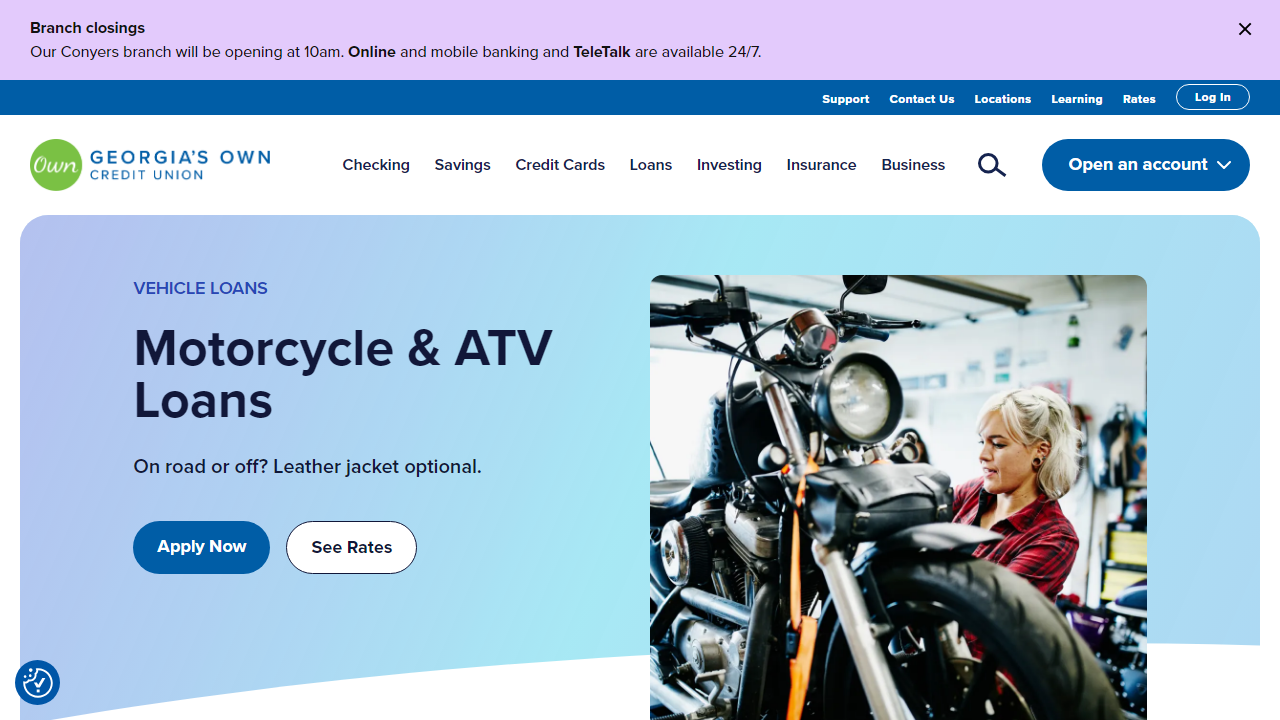 Branch closings
Our Conyers branch will be opening at 10am. Online and mobile banking and TeleTalk are available 24/7.
Support Contact Us Locations Learning Rates Log In
Own GEORGIA'S OWN
CREDIT UNION
Checking Savings Credit Cards Loans Investing Insurance Business Open an account
VEHICLE LOANS
Motorcycle & ATV
Loans
On road or off? Leather jacket optional.
Apply Now See Rates